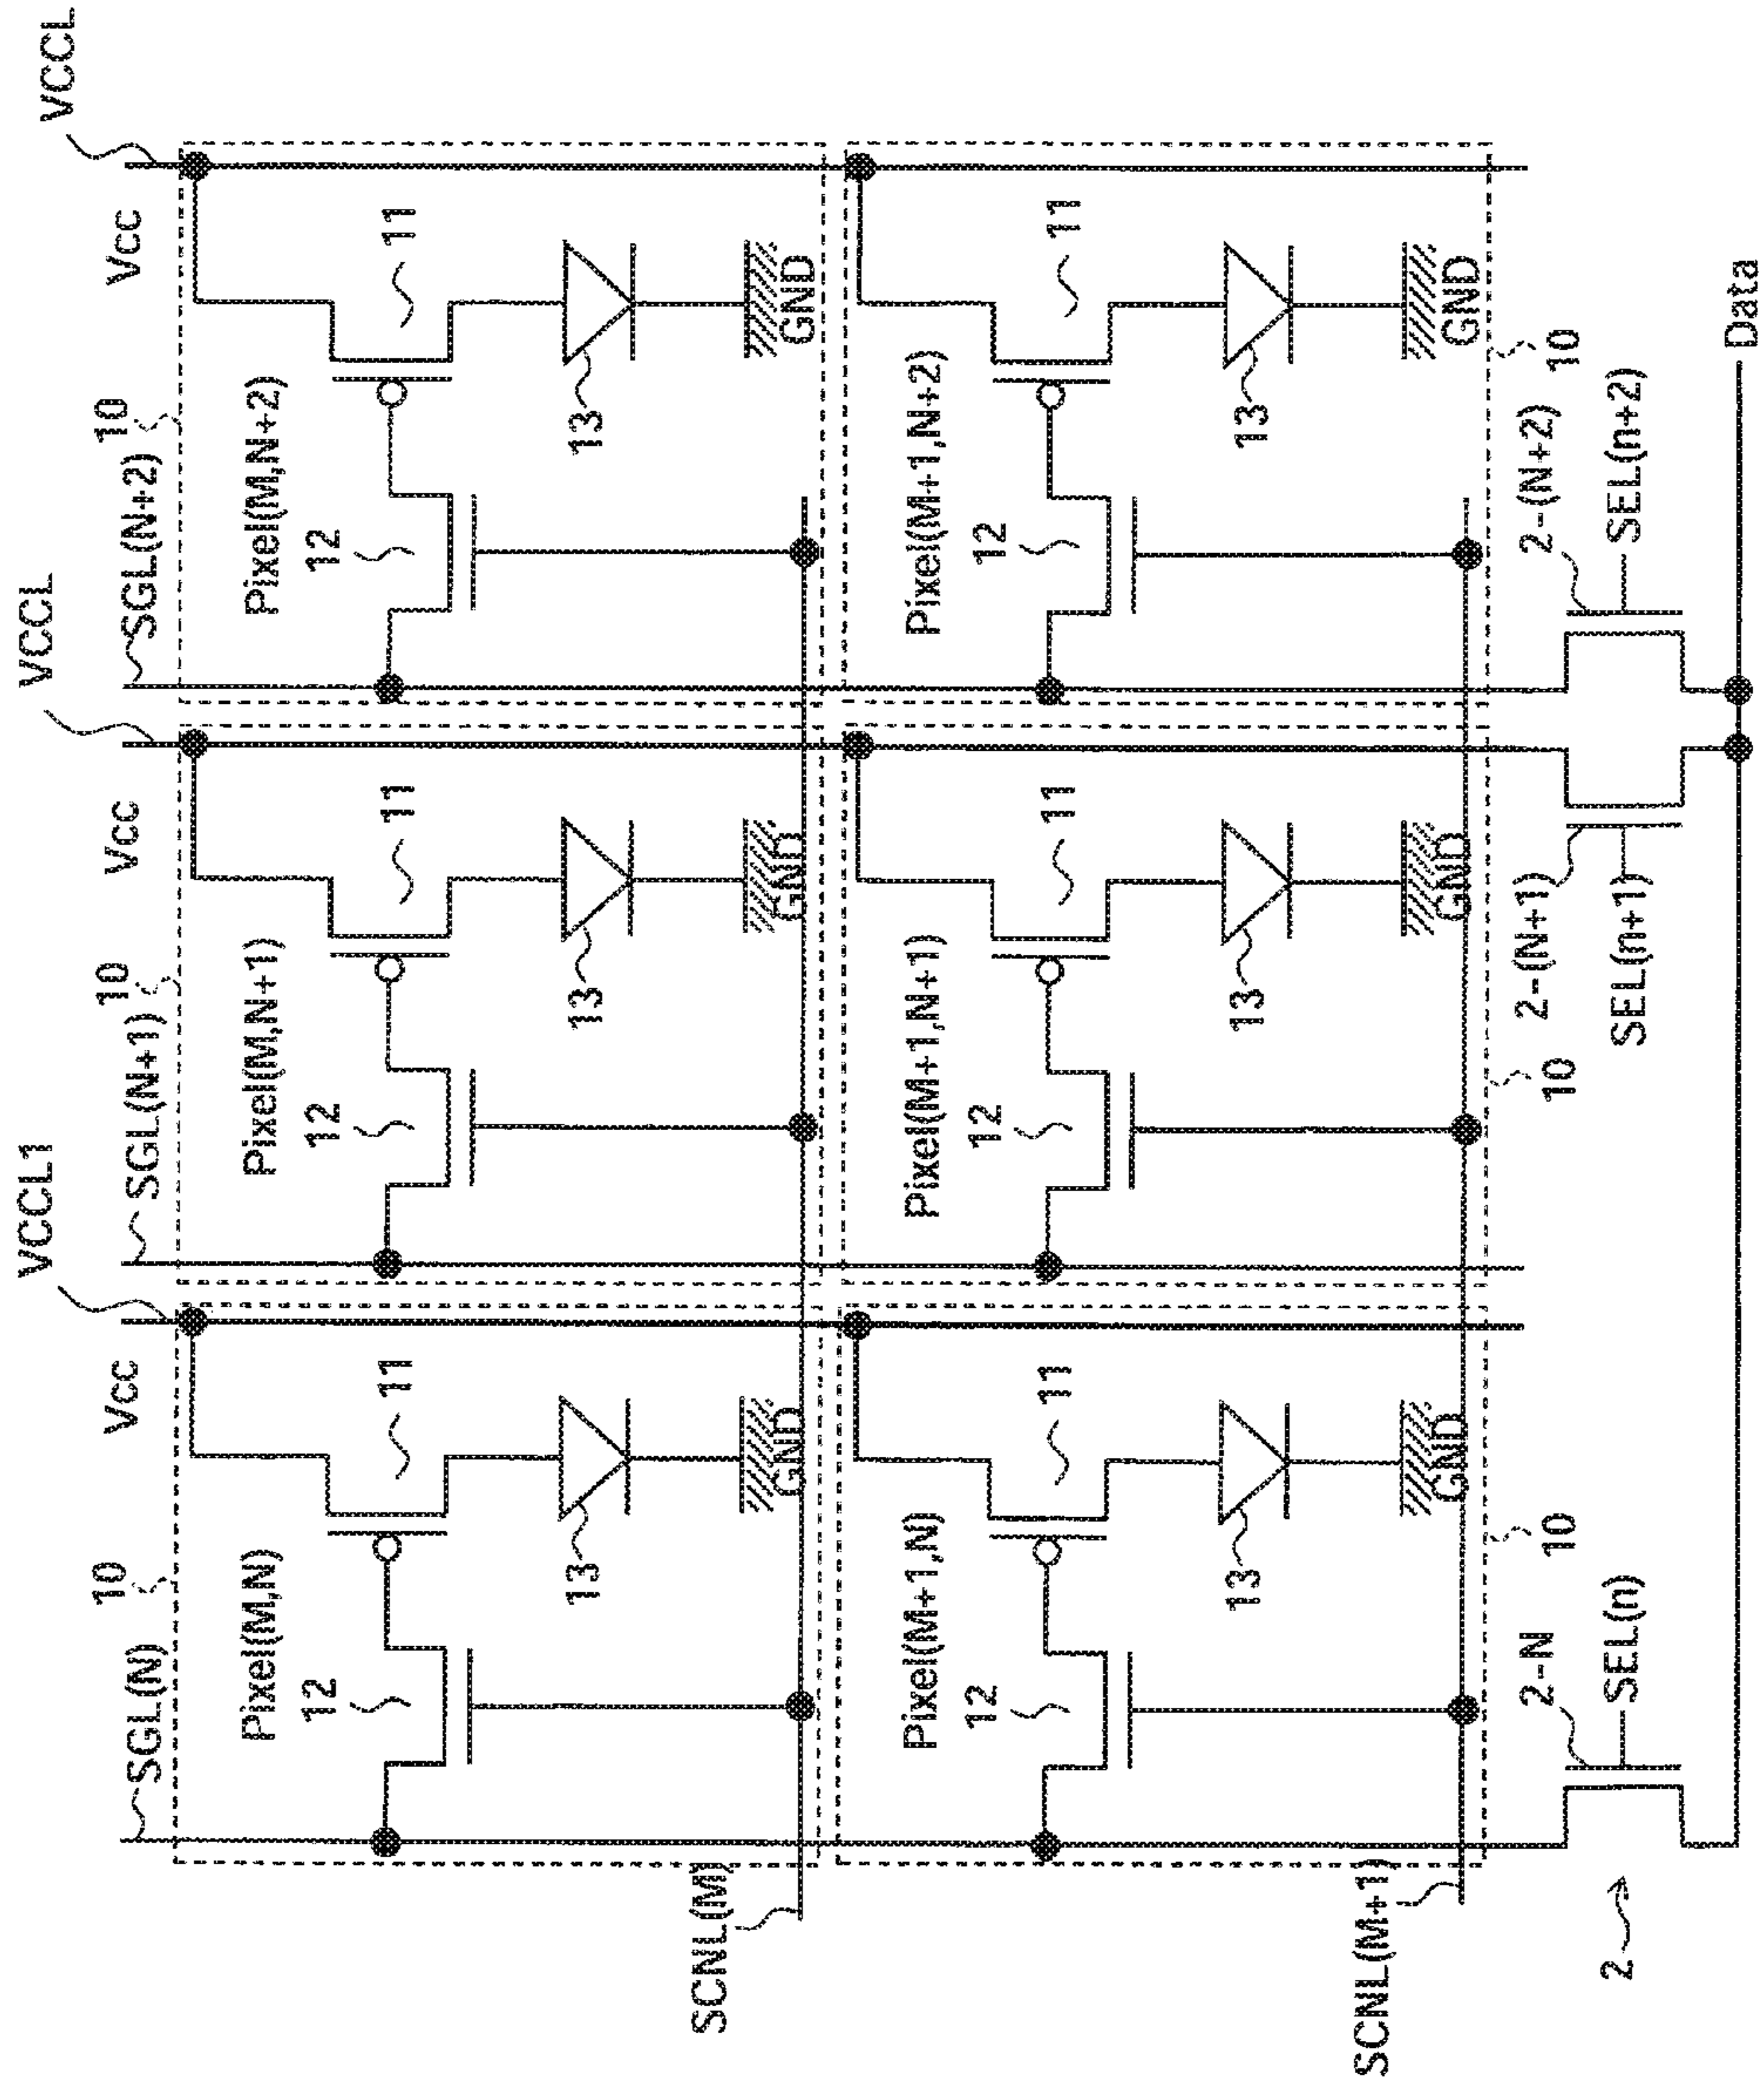 VCCL1
VCCL
VCCL
SGL(N)
10
Vcc
SGL(N+1)
10
Vcc
SGL(N+2)
10
Vcc
Pixel(M,N)
Pixel(M,N+1)
Pixel(M,N+2)
12
11
12
11
12
11
13
13
13
SCNL(M)
GND
GND
GND
Pixel(M+1,N)
Pixel(M+1,N+1)
Pixel(M+1,N+2)
12
11
12
11
12
11
13
13
13
SCNL(M+1)
GND
GND
GND
10
10
10
2-N
2-(N+1)
2-(N+2)
2
SEL(n)
SEL(n+1)
SEL(n+2)
Data